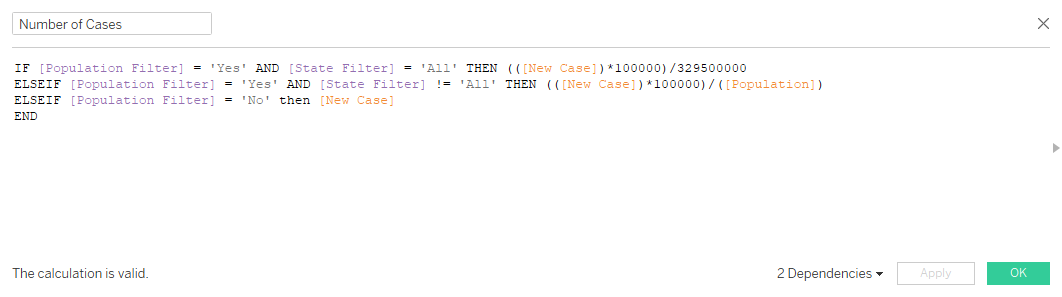 Number of Cases
IF [Population Filter] = 'Yes' AND [State Filter] = 'All' THEN (([New Case])*100000)/329500000
ELSEIF [Population Filter] = 'Yes' AND [State Filter] != 'All' THEN (([New Case])*100000)/([Population])
ELSEIF [Population Filter] = 'No' then [New Case]
END
The calculation is valid.
2 Dependencies
Apply
OK